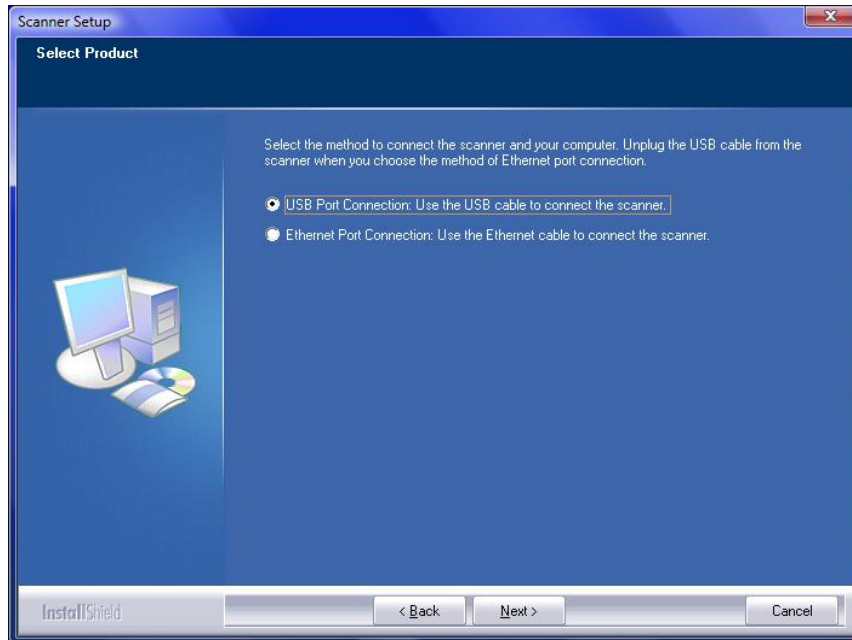 Scanner Setup
Select Product
Select the method to connect the scanner and your computer. Unplug the USB cable from the
scanner when you choose the method of Ethernet port connection.
USB Port Connection: Use the USB cable to connect the scanner.
Ethernet Port Connection: Use the Ethernet cable to connect the scanner.
InstallShield
< Back
Next >
Cancel